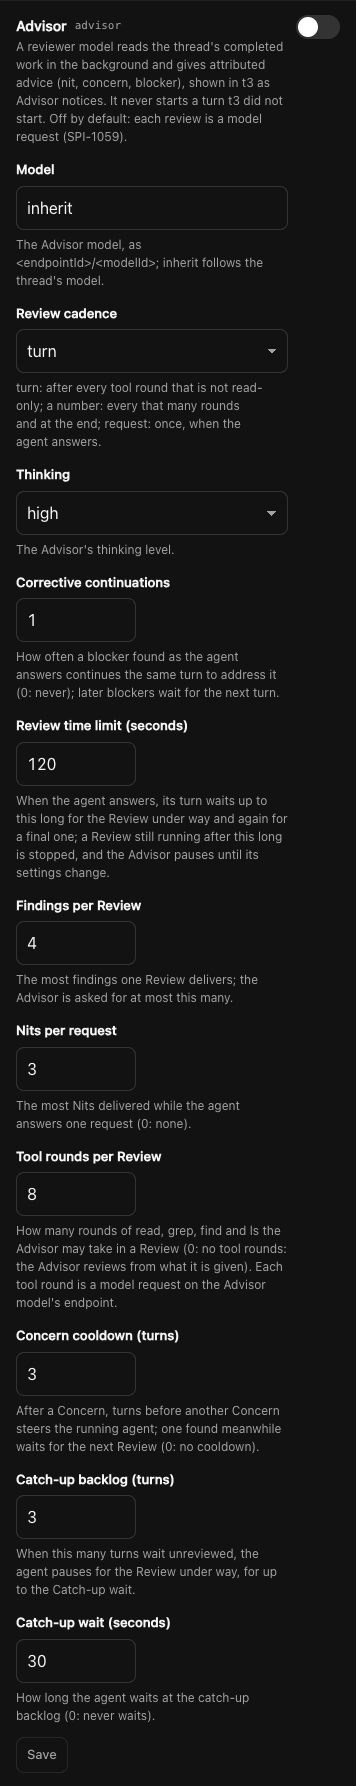 Advisor advisor
A reviewer model reads the thread's completed
work in the background and gives attributed
advice (nit, concern, blocker), shown in t3 as
Advisor notices. It never starts a turn t3 did not
start. Off by default: each review is a model
request (SPI-1059).
Model
inherit
The Advisor model, as
<endpointId>/<modelId>; inherit follows the
thread's model.
Review cadence
turn
turn: after every tool round that is not read-
only; a number: every that many rounds
and at the end; request: once, when the
agent answers.
Thinking
high
The Advisor's thinking level.
Corrective continuations
1
How often a blocker found as the agent
answers continues the same turn to address it
(0: never); later blockers wait for the next turn.
Review time limit (seconds)
120
When the agent answers, its turn waits up to
this long for the Review under way and again for
a final one; a Review still running after this long
is stopped, and the Advisor pauses until its
settings change.
Findings per Review
4
The most findings one Review delivers; the
Advisor is asked for at most this many.
Nits per request
3
The most Nits delivered while the agent
answers one request (0: none).
Tool rounds per Review
8
How many rounds of read, grep, find and ls the
Advisor may take in a Review (0: no tool rounds:
the Advisor reviews from what it is given). Each
tool round is a model request on the Advisor
model's endpoint.
Concern cooldown (turns)
3
After a Concern, turns before another Concern
steers the running agent; one found meanwhile
waits for the next Review (0: no cooldown).
Catch-up backlog (turns)
3
When this many turns wait unreviewed, the
agent pauses for the Review under way, for up
to the Catch-up wait.
Catch-up wait (seconds)
30
How long the agent waits at the catch-up
backlog (0: never waits).
Save